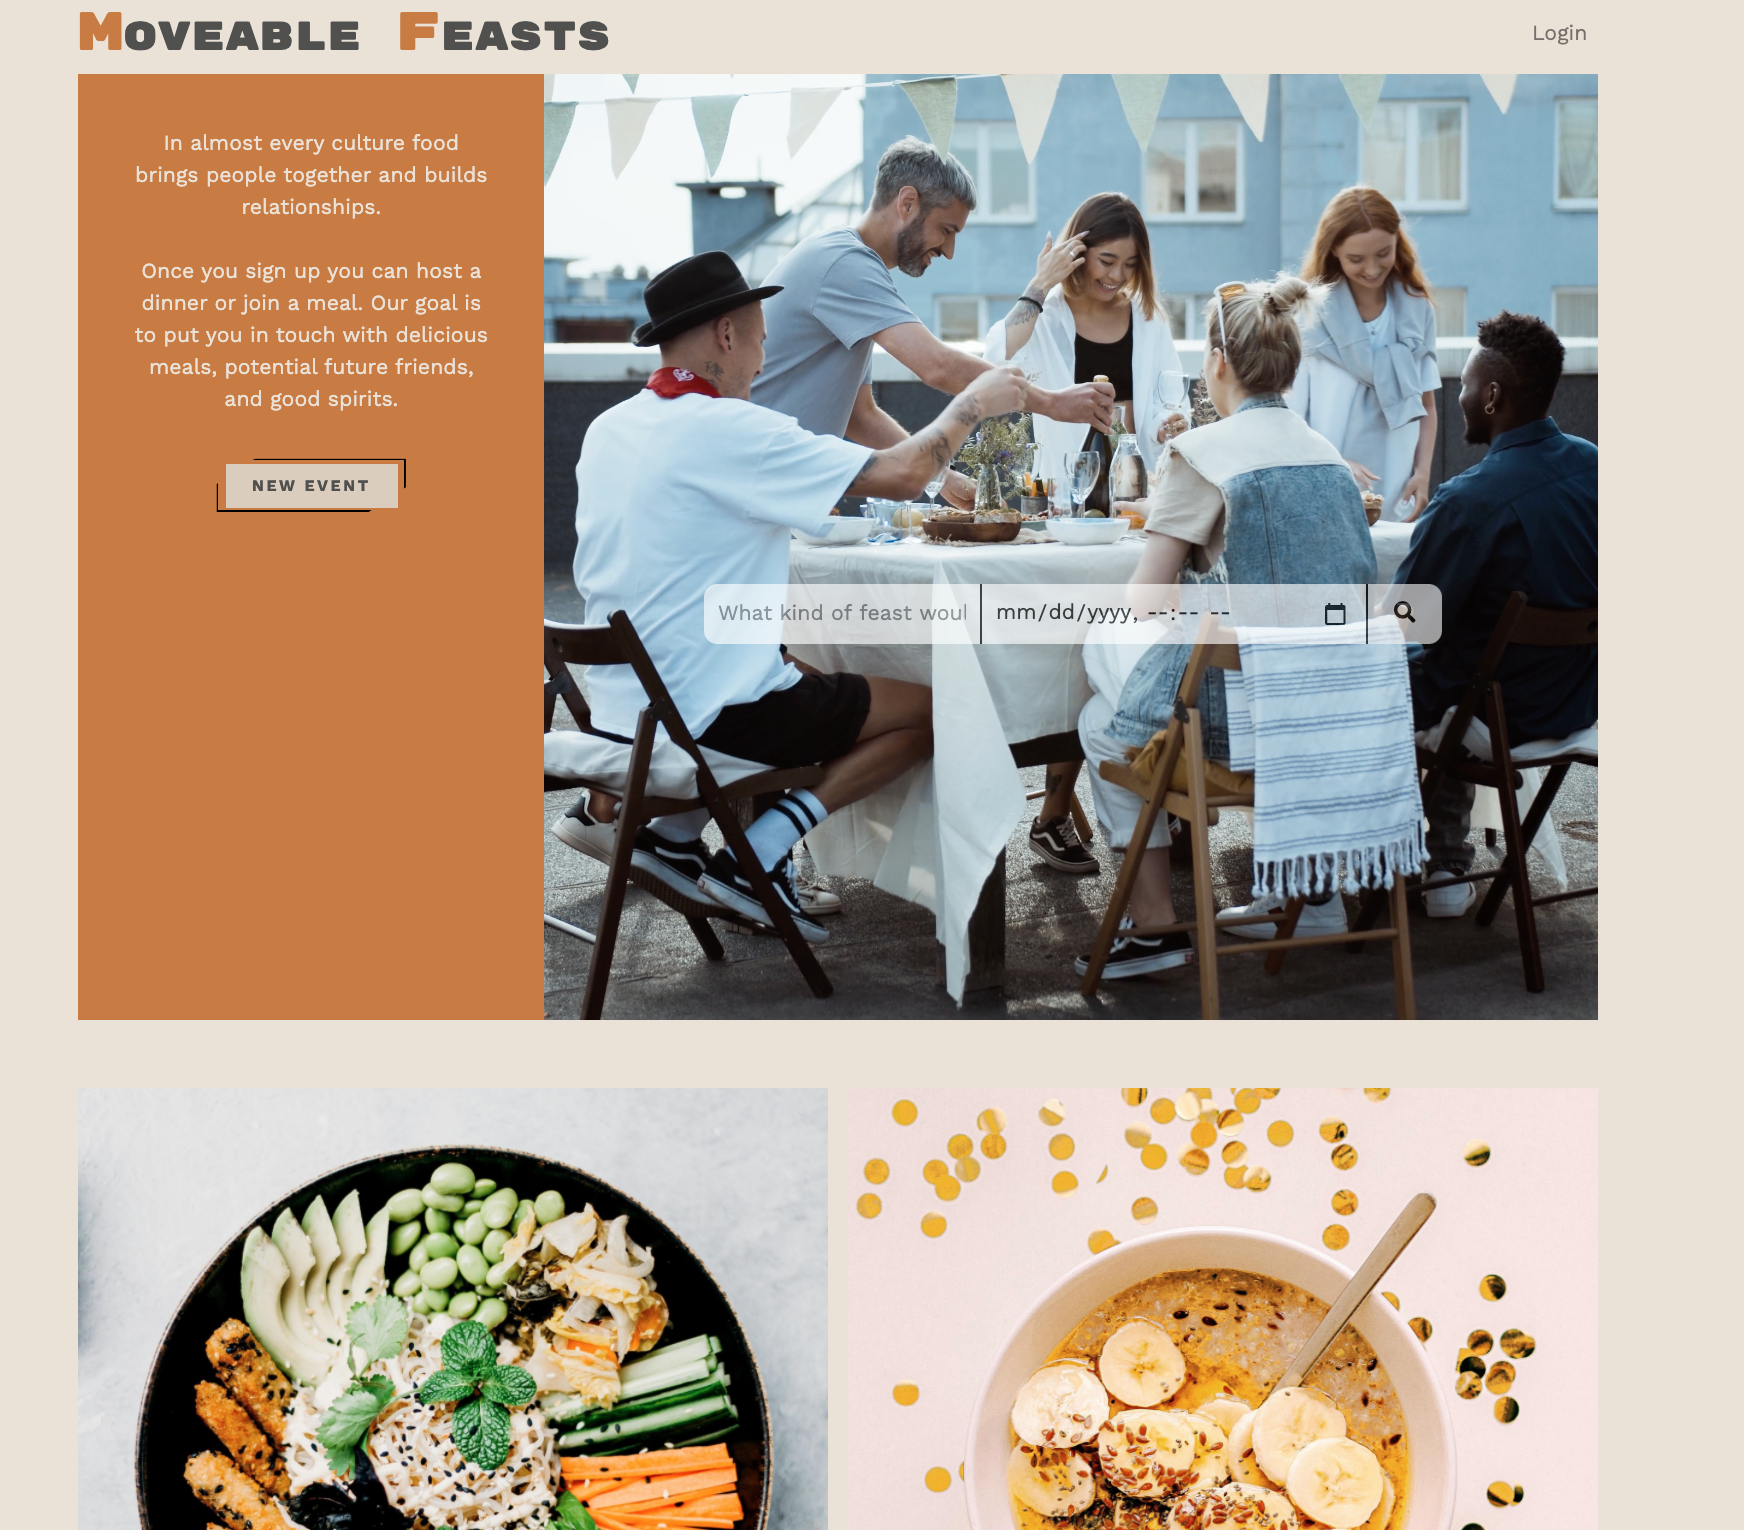 MOVEABLE FEASTS
Login
In almost every culture food
brings people together and builds
relationships.
Once you sign up you can host a
dinner or join a meal. Our goal is
to put you in touch with delicious
meals, potential future friends,
and good spirits.
NEW EVENT
What kind of feast woul
mm/dd/yyyy, --:-- --